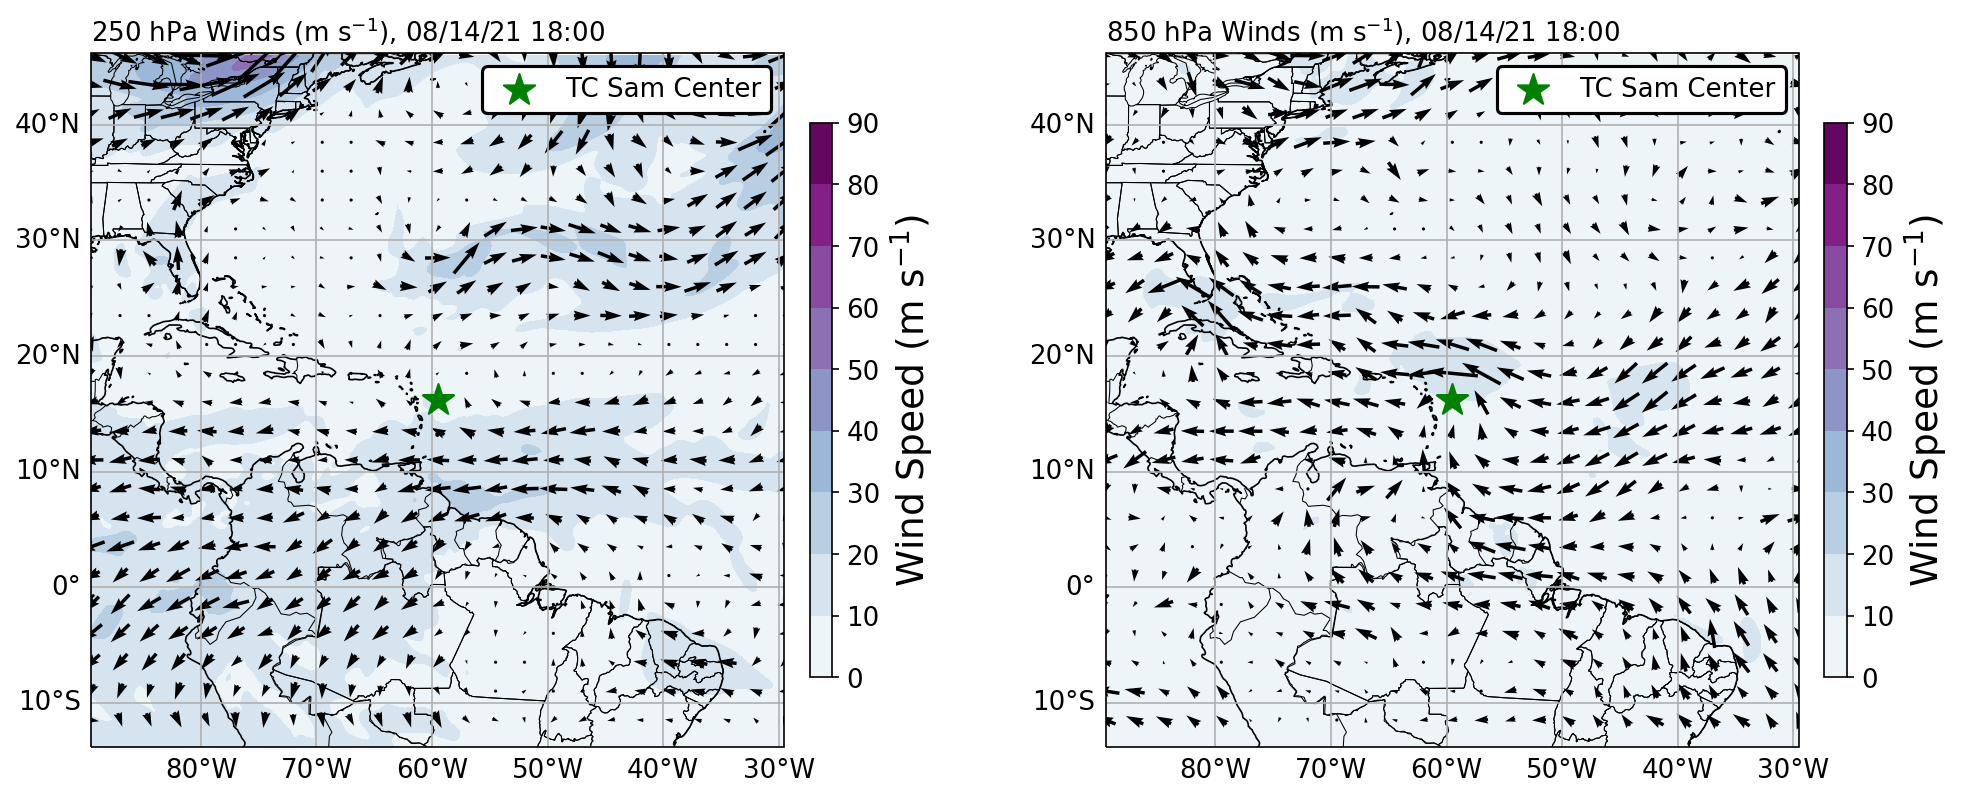 250 hPa Winds (m s⁻¹), 08/14/21 18:00
TC Sam Center
40°N
30°N
20°N
10°N
0°
10°S
80°W 70°W 60°W 50°W 40°W 30°W
90
80
70
60
50
40
30
20
10
0
Wind Speed (m s⁻¹)
850 hPa Winds (m s⁻¹), 08/14/21 18:00
TC Sam Center
40°N
30°N
20°N
10°N
0°
10°S
80°W 70°W 60°W 50°W 40°W 30°W
90
80
70
60
50
40
30
20
10
0
Wind Speed (m s⁻¹)